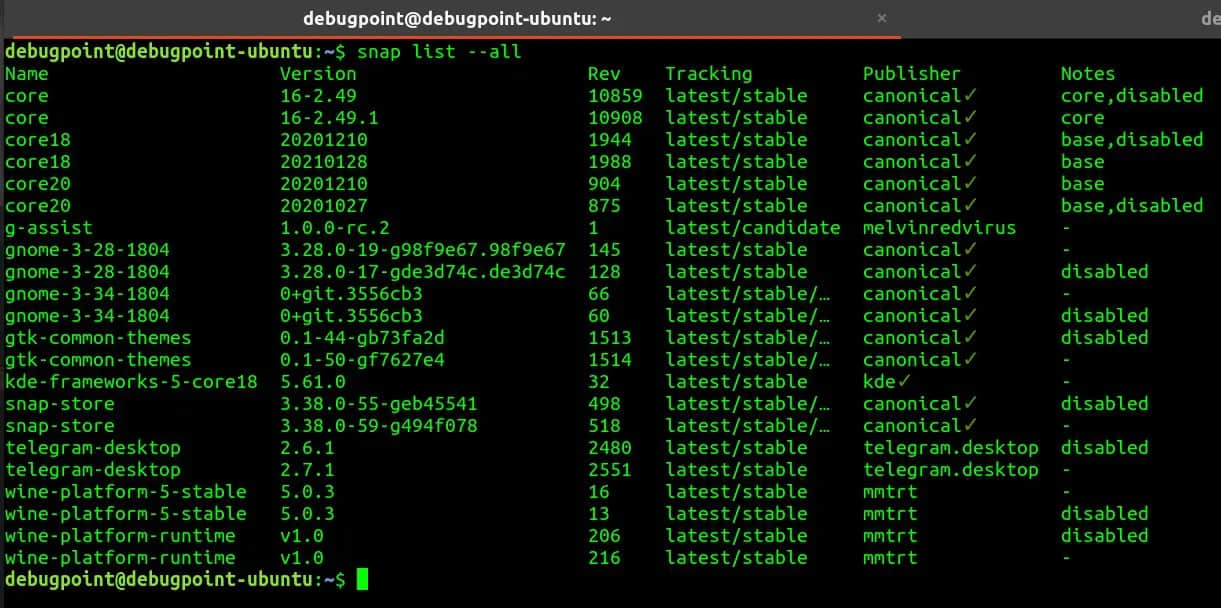 debugpoint@debugpoint-ubuntu: ~ × de
debugpoint@debugpoint-ubuntu:~$ snap list --all
Name Version Rev Tracking Publisher Notes
core 16-2.49 10859 latest/stable canonical✓ core,disabled
core 16-2.49.1 10908 latest/stable canonical✓ core
core18 20201210 1944 latest/stable canonical✓ base,disabled
core18 20210128 1988 latest/stable canonical✓ base
core20 20201210 904 latest/stable canonical✓ base
core20 20201027 875 latest/stable canonical✓ base,disabled
g-assist 1.0.0-rc.2 1 latest/candidate melvinredvirus -
gnome-3-28-1804 3.28.0-19-g98f9e67.98f9e67 145 latest/stable canonical✓ -
gnome-3-28-1804 3.28.0-17-gde3d74c.de3d74c 128 latest/stable canonical✓ disabled
gnome-3-34-1804 0+git.3556cb3 66 latest/stable/… canonical✓ -
gnome-3-34-1804 0+git.3556cb3 60 latest/stable/… canonical✓ disabled
gtk-common-themes 0.1-44-gb73fa2d 1513 latest/stable/… canonical✓ disabled
gtk-common-themes 0.1-50-gf7627e4 1514 latest/stable/… canonical✓ -
kde-frameworks-5-core18 5.61.0 32 latest/stable kde✓ -
snap-store 3.38.0-55-geb45541 498 latest/stable/… canonical✓ disabled
snap-store 3.38.0-59-g494f078 518 latest/stable/… canonical✓ -
telegram-desktop 2.6.1 2480 latest/stable telegram.desktop disabled
telegram-desktop 2.7.1 2551 latest/stable telegram.desktop -
wine-platform-5-stable 5.0.3 16 latest/stable mmtrt -
wine-platform-5-stable 5.0.3 13 latest/stable mmtrt disabled
wine-platform-runtime v1.0 206 latest/stable mmtrt disabled
wine-platform-runtime v1.0 216 latest/stable mmtrt -
debugpoint@debugpoint-ubuntu:~$